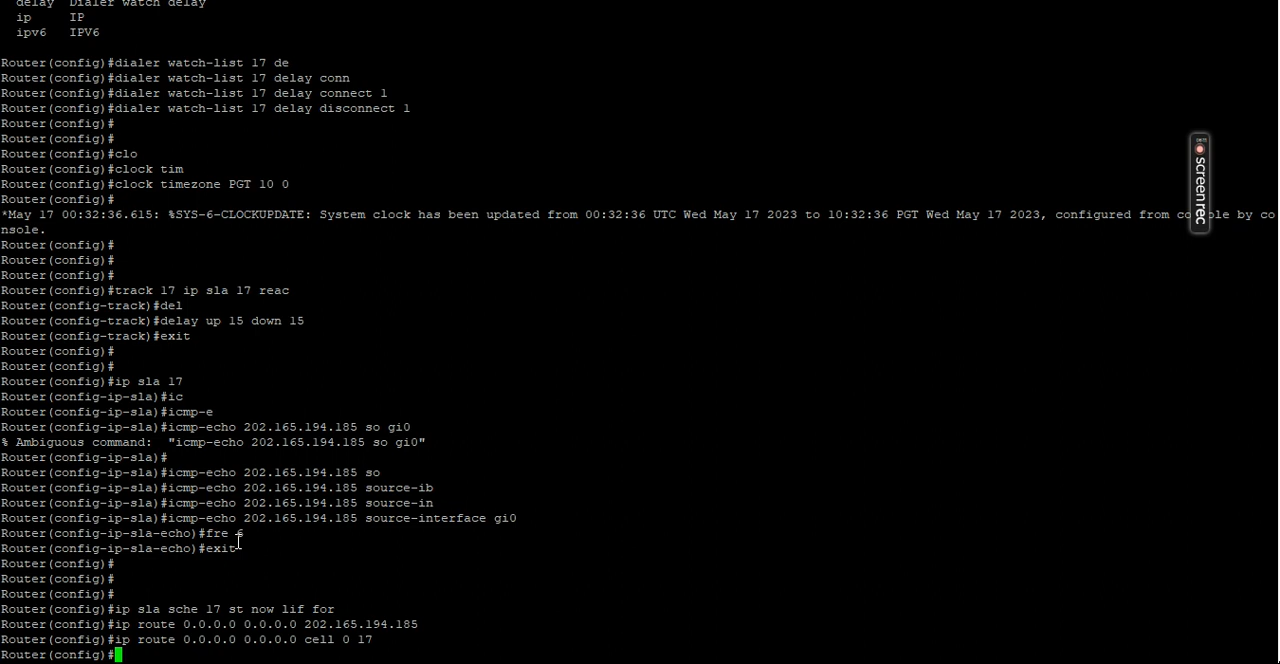 delay  Dialer watch delay
ip     IP
ipv6   IPV6
Router(config)#dialer watch-list 17 de
Router(config)#dialer watch-list 17 delay conn
Router(config)#dialer watch-list 17 delay connect 1
Router(config)#dialer watch-list 17 delay disconnect 1
Router(config)#
Router(config)#
Router(config)#clo
Router(config)#clock tim
Router(config)#clock timezone PGT 10 0
Router(config)#
*May 17 00:32:36.615: %SYS-6-CLOCKUPDATE: System clock has been updated from 00:32:36 UTC Wed May 17 2023 to 10:32:36 PGT Wed May 17 2023, configured from by co
nsole.
Router(config)#
Router(config)#
Router(config)#
Router(config)#track 17 ip sla 17 reac
Router(config-track)#del
Router(config-track)#delay up 15 down 15
Router(config-track)#exit
Router(config)#
Router(config)#
Router(config)#ip sla 17
Router(config-ip-sla)#ic
Router(config-ip-sla)#icmp-e
Router(config-ip-sla)#icmp-echo 202.165.194.185 so gi0
% Ambiguous command:  "icmp-echo 202.165.194.185 so gi0"
Router(config-ip-sla)#
Router(config-ip-sla)#icmp-echo 202.165.194.185 so
Router(config-ip-sla)#icmp-echo 202.165.194.185 source-ib
Router(config-ip-sla)#icmp-echo 202.165.194.185 source-in
Router(config-ip-sla)#icmp-echo 202.165.194.185 source-interface gi0
Router(config-ip-sla-echo)#fre
Router(config-ip-sla-echo)#exit
Router(config)#
Router(config)#
Router(config)#
Router(config)#ip sla sche 17 st now lif for
Router(config)#ip route 0.0.0.0 0.0.0.0 202.165.194.185
Router(config)#ip route 0.0.0.0 0.0.0.0 cell 0 17
Router(config)#
screenrec